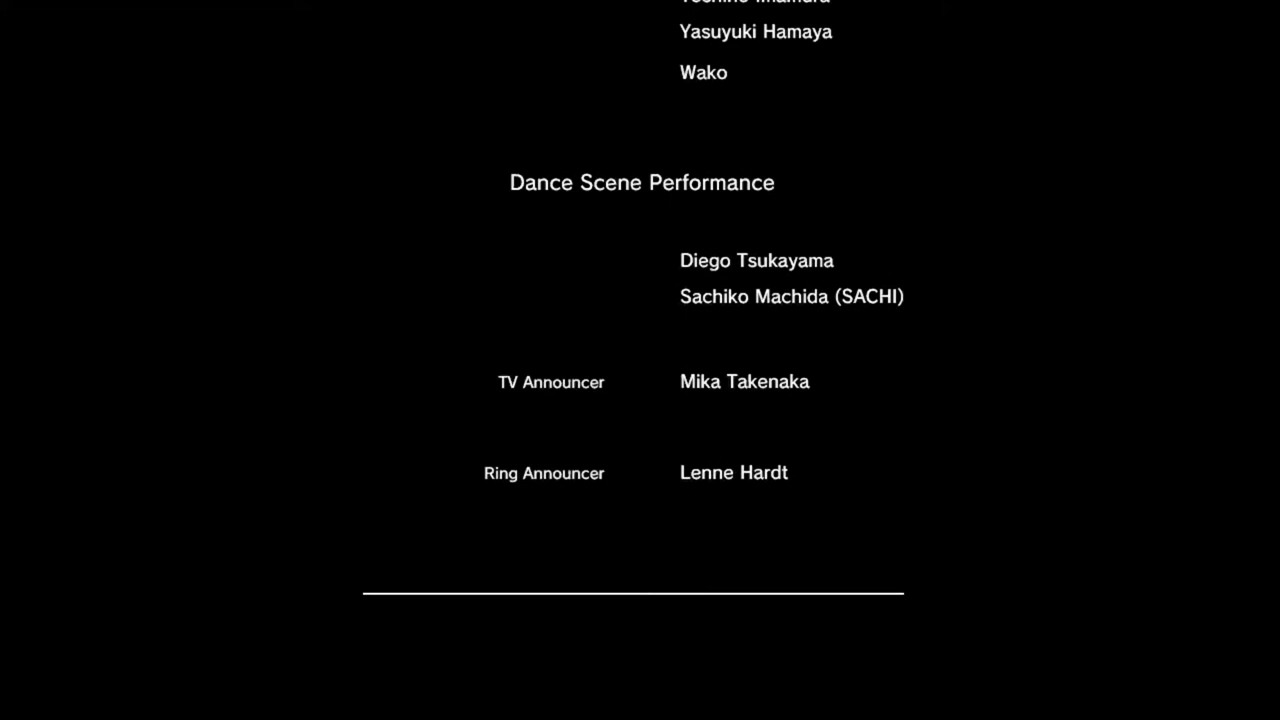 Yasuyuki Hamaya
Wako
Dance Scene Performance
Diego Tsukayama
Sachiko Machida (SACHI)
TV Announcer Mika Takenaka
Ring Announcer Lenne Hardt